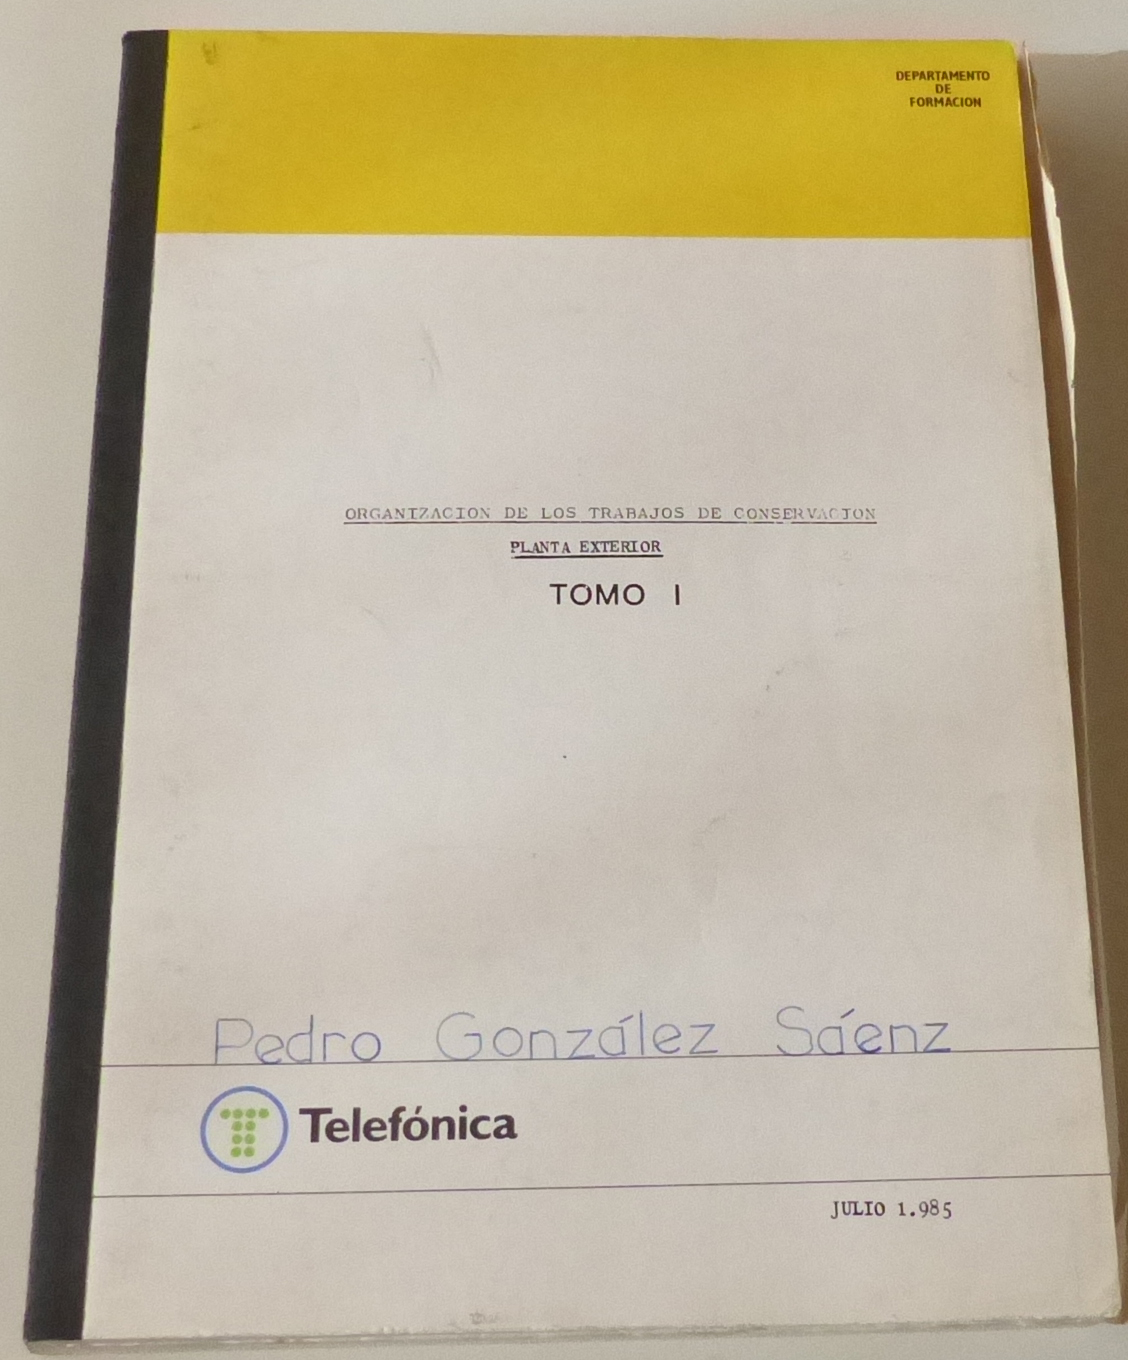 DEPARTAMENTO
DE
FORMACION
ORGANIZACION DE LOS TRABAJOS DE CONSERVACION
PLANTA EXTERIOR
TOMO I
Pedro González Sáenz
Telefónica
JULIO 1.985